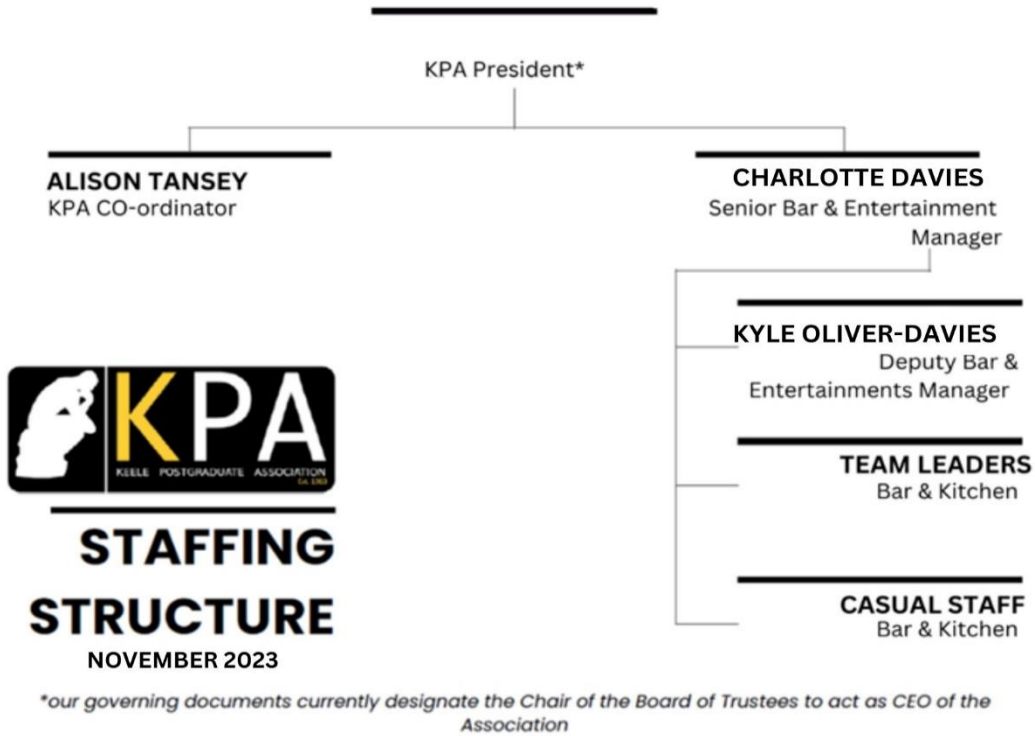 KPA President*
ALISON TANSEY
KPA CO-ordinator
CHARLOTTE DAVIES
Senior Bar & Entertainment
Manager
KYLE OLIVER-DAVIES
Deputy Bar &
Entertainments Manager
TEAM LEADERS
Bar & Kitchen
CASUAL STAFF
Bar & Kitchen
KPA
KEELE POSTGRADUATE ASSOCIATION
STAFFING
STRUCTURE
NOVEMBER 2023
*our governing documents currently designate the Chair of the Board of Trustees to act as CEO of the
Association